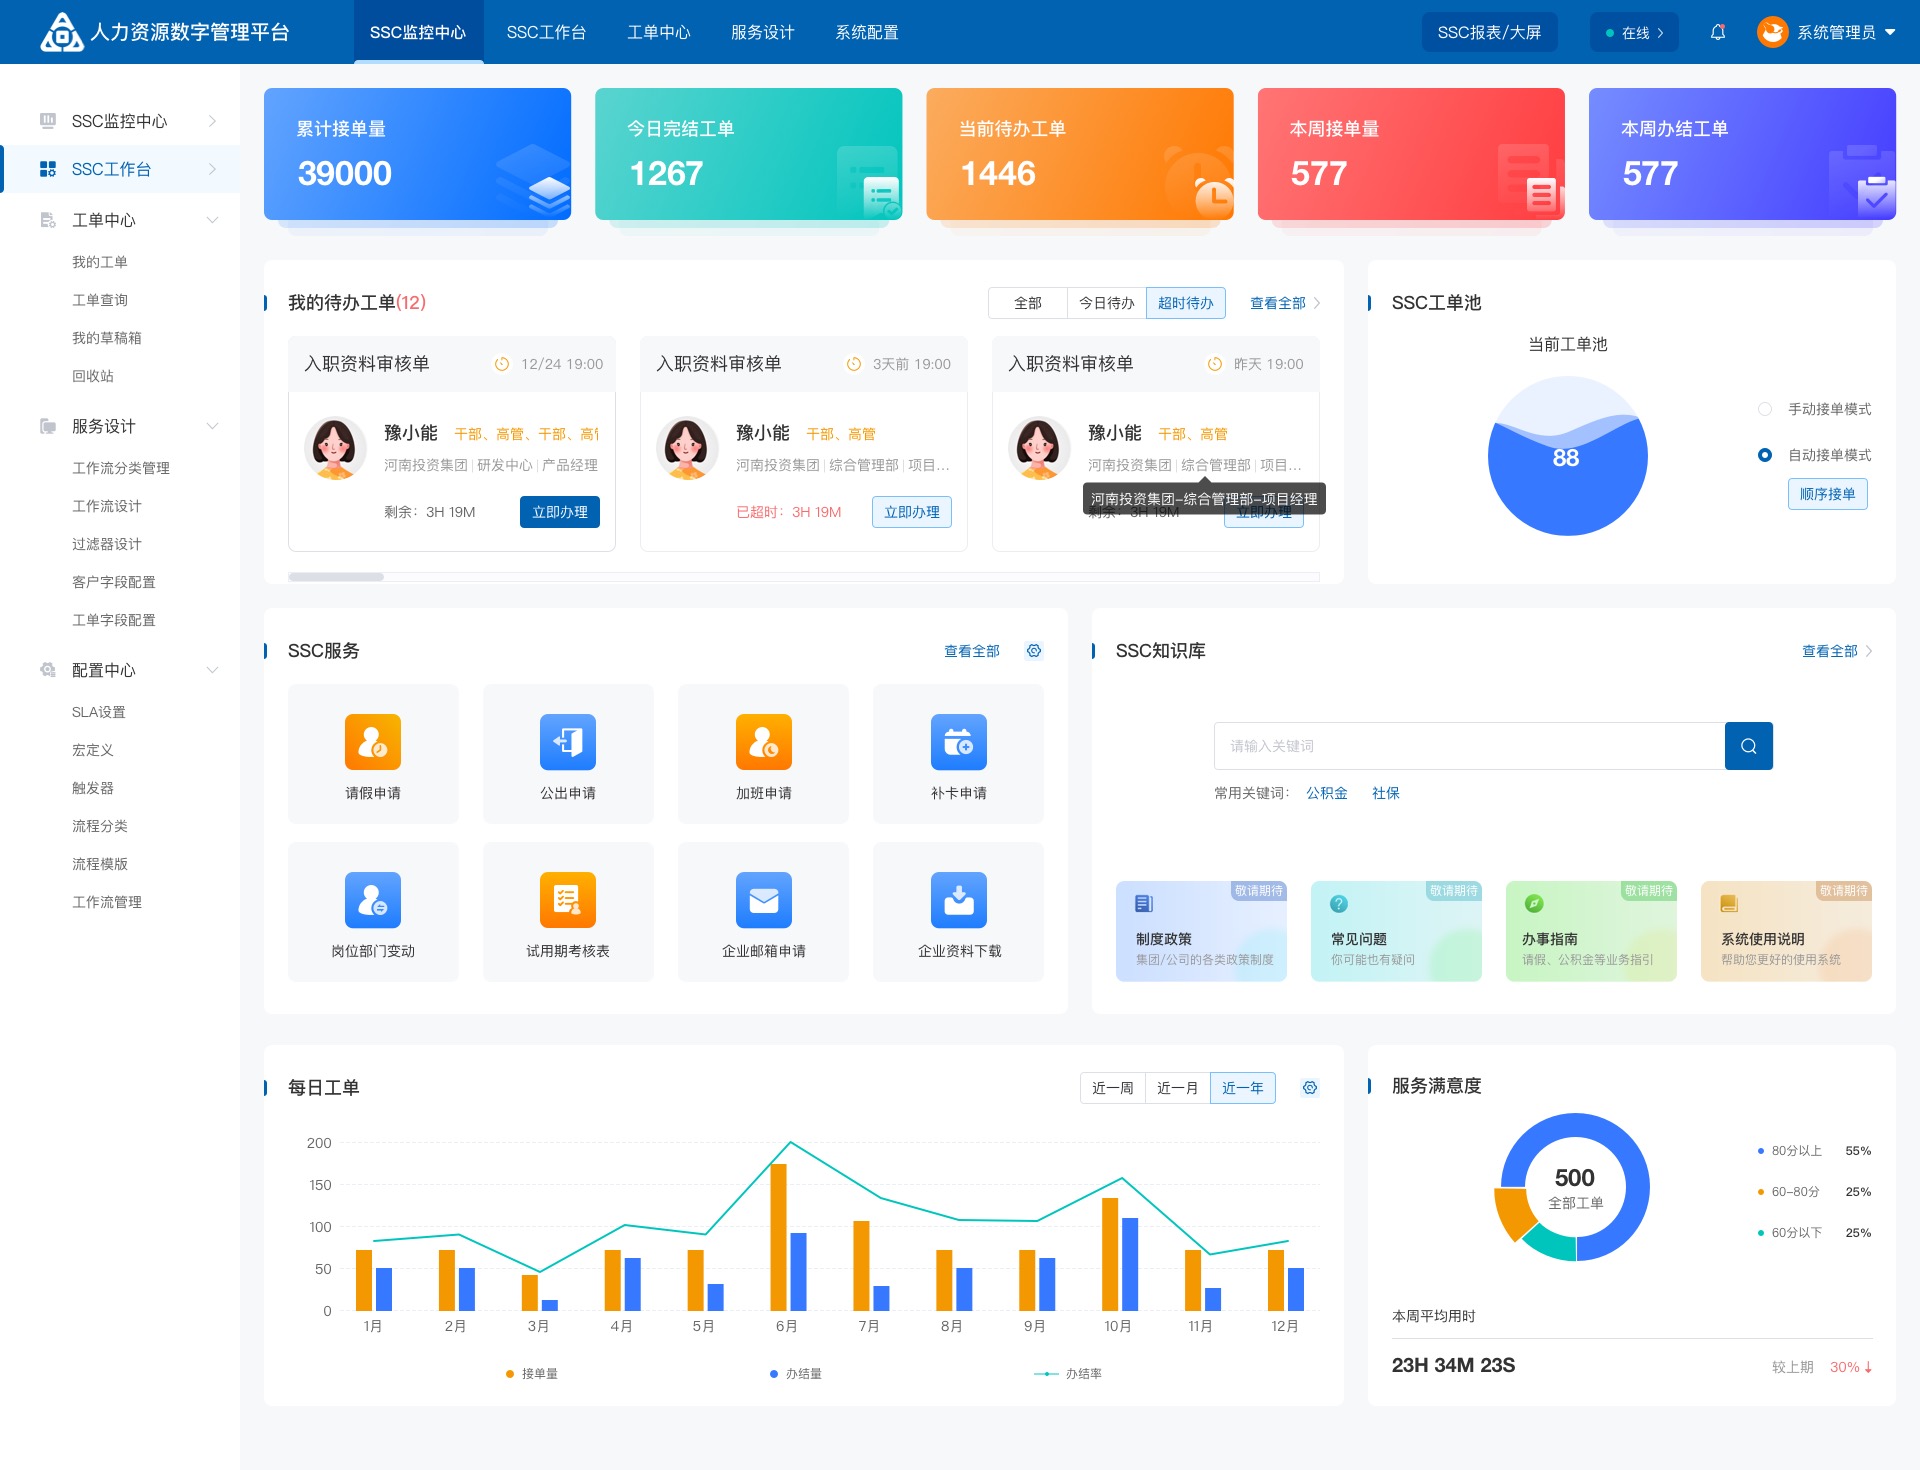 人力资源数字管理平台
SSC监控中心
SSC工作台
工单中心
服务设计
系统配置
SSC报表/大屏
在线
系统管理员
SSC监控中心
SSC工作台
工单中心
我的工单
工单查询
我的草稿箱
回收站
服务设计
工作流分类管理
工作流设计
过滤器设计
客户字段配置
工单字段配置
配置中心
SLA设置
宏定义
触发器
流程分类
流程模版
工作流管理
累计接单量
39000
今日完结工单
1267
当前待办工单
1446
本周接单量
577
本周办结工单
577
我的待办工单(12)
全部
今日待办
超时待办
查看全部
入职资料审核单 12/24 19:00
豫小能 干部、高管、干部、高
河南投资集团 | 研发中心 | 产品经理
剩余：3H 19M
立即办理
入职资料审核单 3天前 19:00
豫小能 干部、高管
河南投资集团 | 综合管理部 | 项目...
已超时：3H 19M
立即办理
入职资料审核单 昨天 19:00
豫小能 干部、高管
河南投资集团 | 综合管理部 | 项目...
河南投资集团-综合管理部-项目经理
剩余：3H 19M
立即办理
SSC工单池
当前工单池
88
手动接单模式
自动接单模式
顺序接单
SSC服务
查看全部
请假申请
公出申请
加班申请
补卡申请
岗位部门变动
试用期考核表
企业邮箱申请
企业资料下载
SSC知识库
查看全部
请输入关键词
常用关键词： 公积金 社保
敬请期待
制度政策
集团/公司的各类政策制度
敬请期待
常见问题
你可能也有疑问
敬请期待
办事指南
请假、公积金等业务指引
敬请期待
系统使用说明
帮助您更好的使用系统
每日工单
近一周
近一月
近一年
200
150
100
50
0
1月 2月 3月 4月 5月 6月 7月 8月 9月 10月 11月 12月
接单量
办结量
办结率
服务满意度
500
全部工单
80分以上 55%
60-80分 25%
60分以下 25%
本周平均用时
23H 34M 23S
较上期 30%